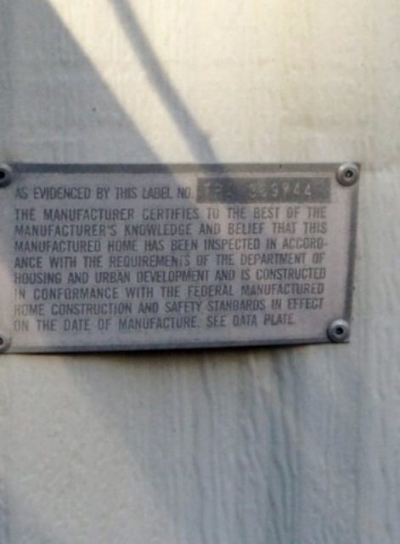 AS EVIDENCED BY THIS LABEL NO.
THE MANUFACTURER CERTIFIES TO THE BEST OF THE
MANUFACTURER'S KNOWLEDGE AND BELIEF THAT THIS
MANUFACTURED HOME HAS BEEN INSPECTED IN ACCORD-
ANCE WITH THE REQUIREMENTS OF THE DEPARTMENT OF
HOUSING AND URBAN DEVELOPMENT AND IS CONSTRUCTED
IN CONFORMANCE WITH THE FEDERAL MANUFACTURED
HOME CONSTRUCTION AND SAFETY STANDARDS IN EFFECT
ON THE DATE OF MANUFACTURE. SEE DATA PLATE.